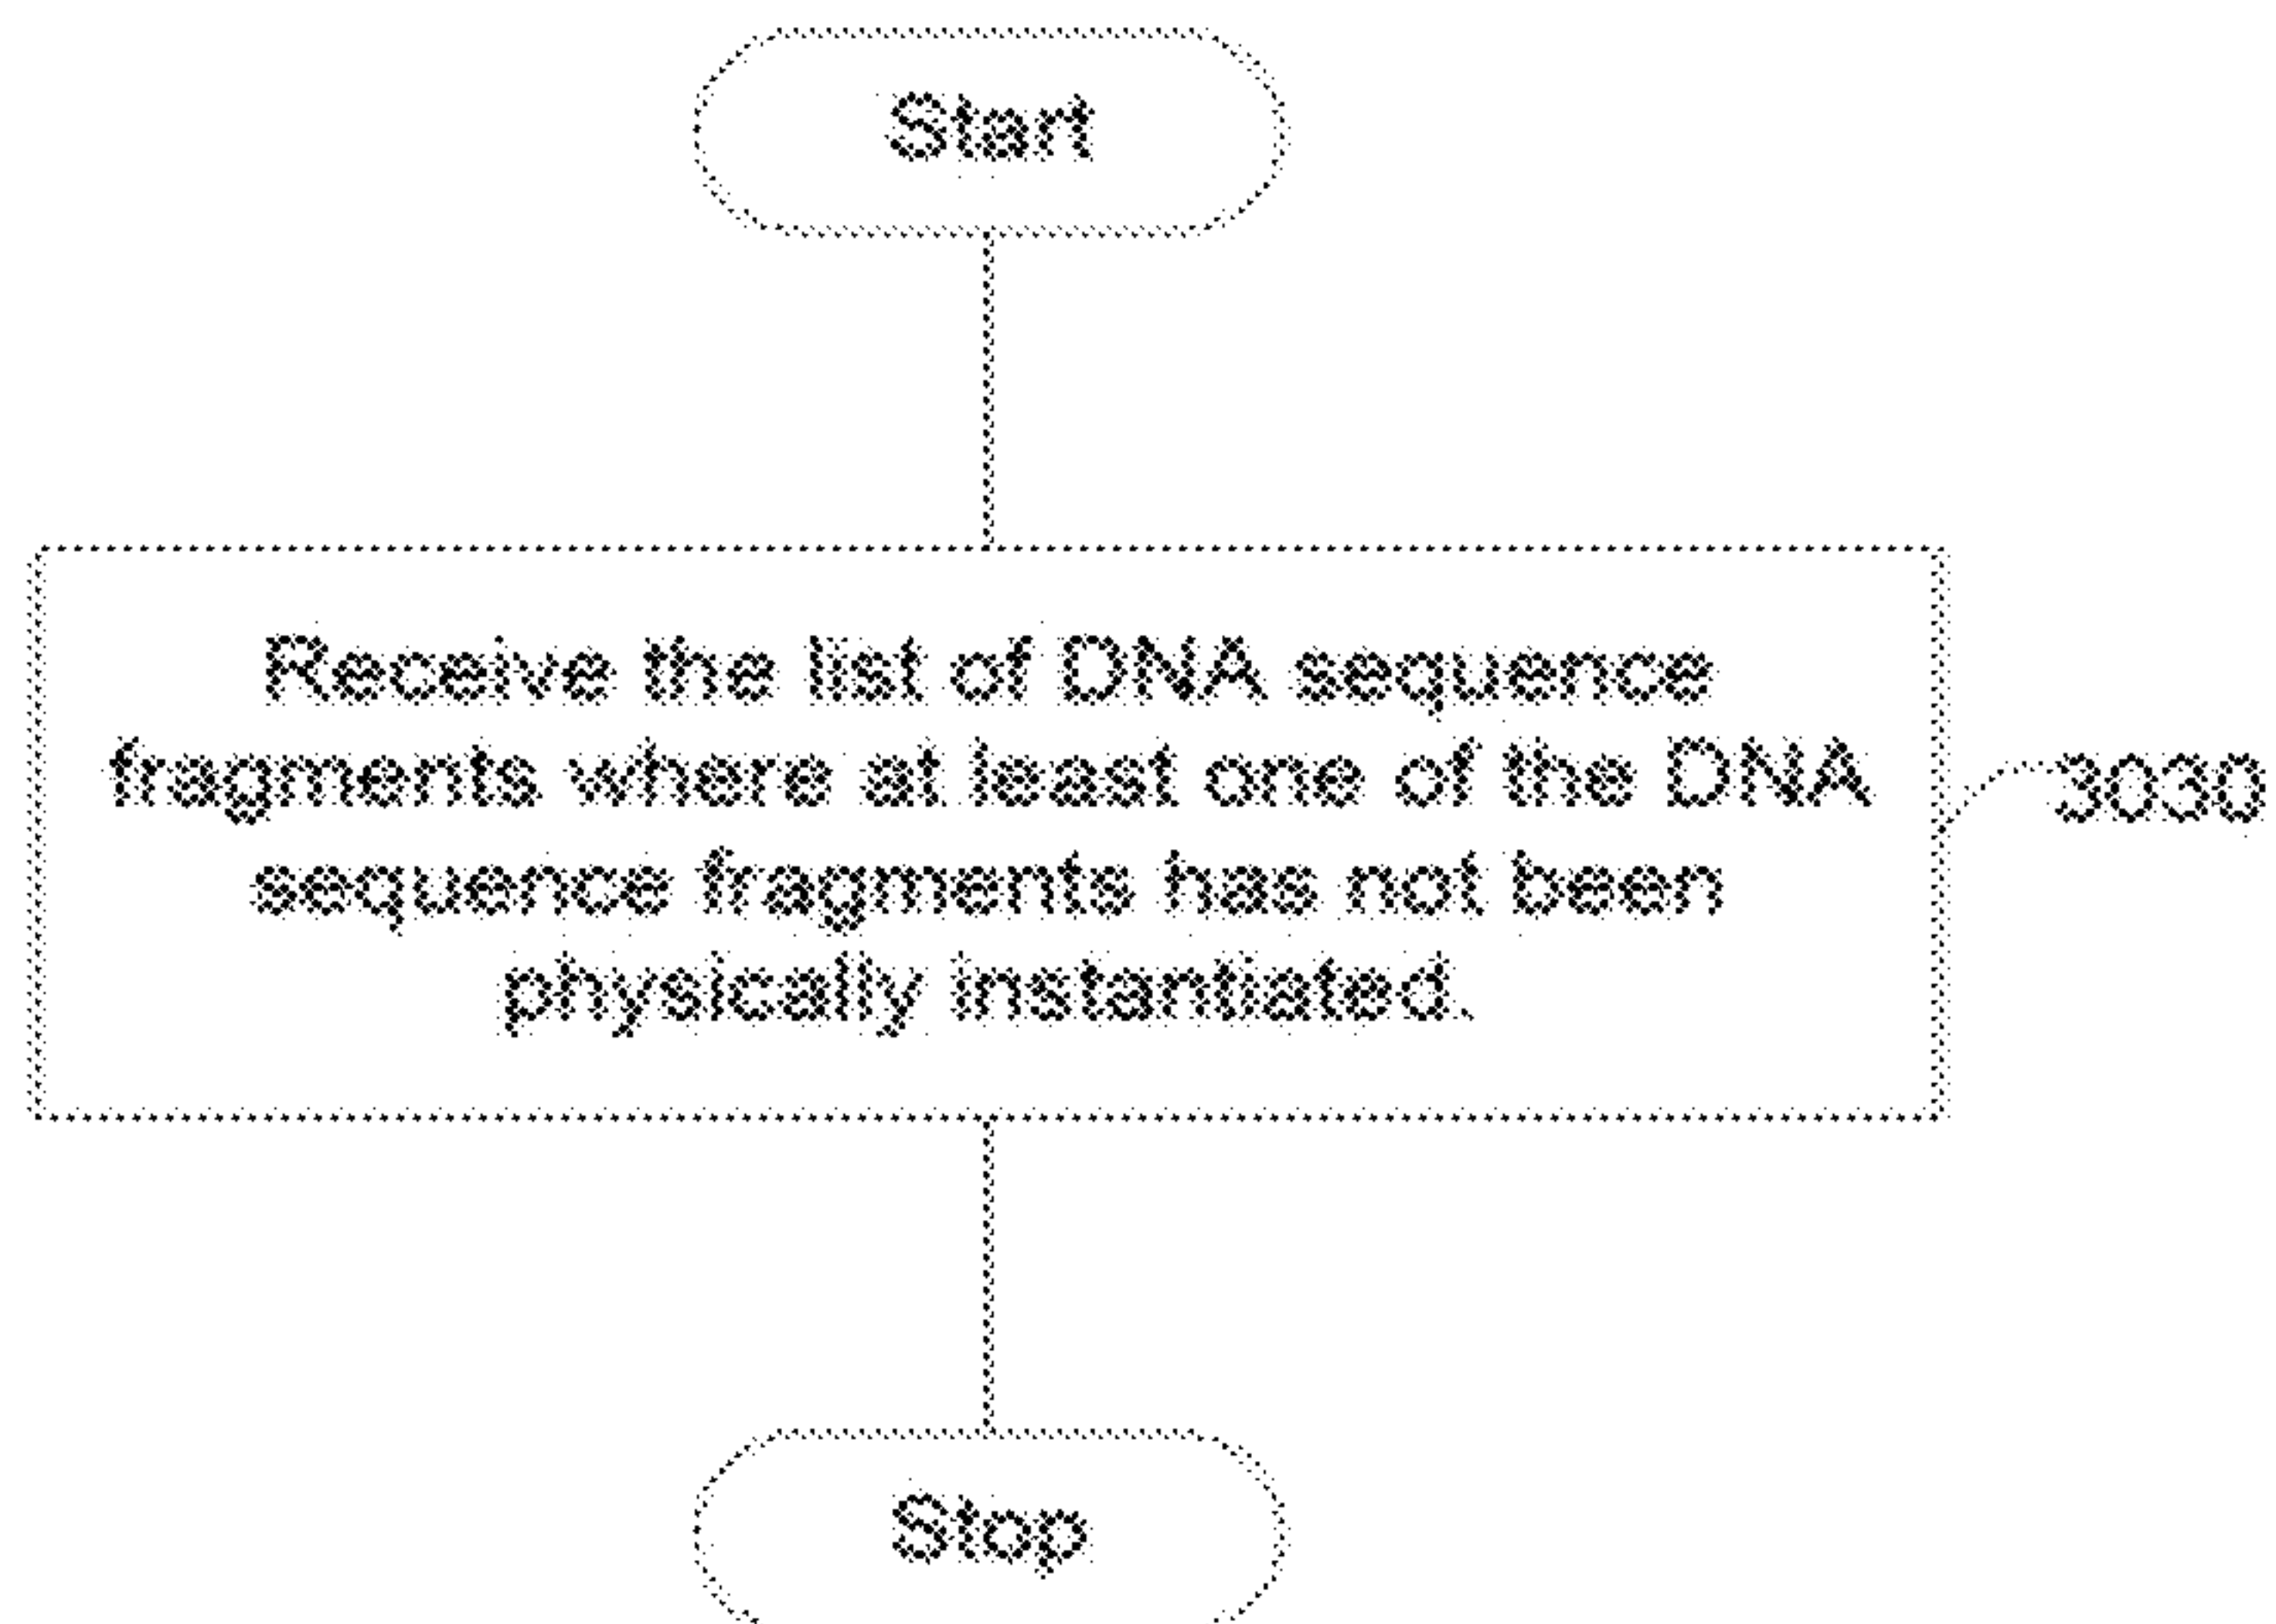 Start
Receive the list of DNA sequence
fragments where at least one of the DNA
sequence fragments has not been
physically instantiated.
3030
Stop